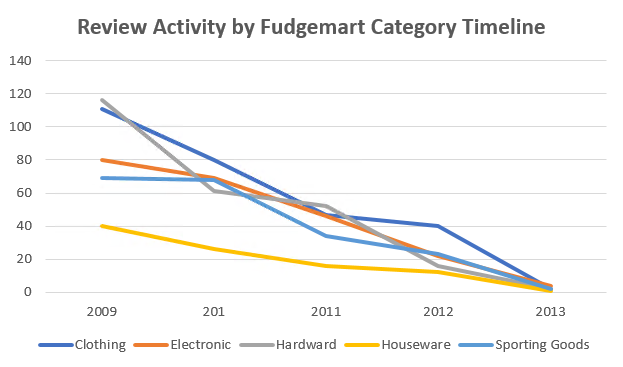 Review Activity by Fudgemart Category Timeline
140
120
100
80
60
40
20
0
2009 201 2011 2012 2013
Clothing Electronic Hardward Houseware Sporting Goods